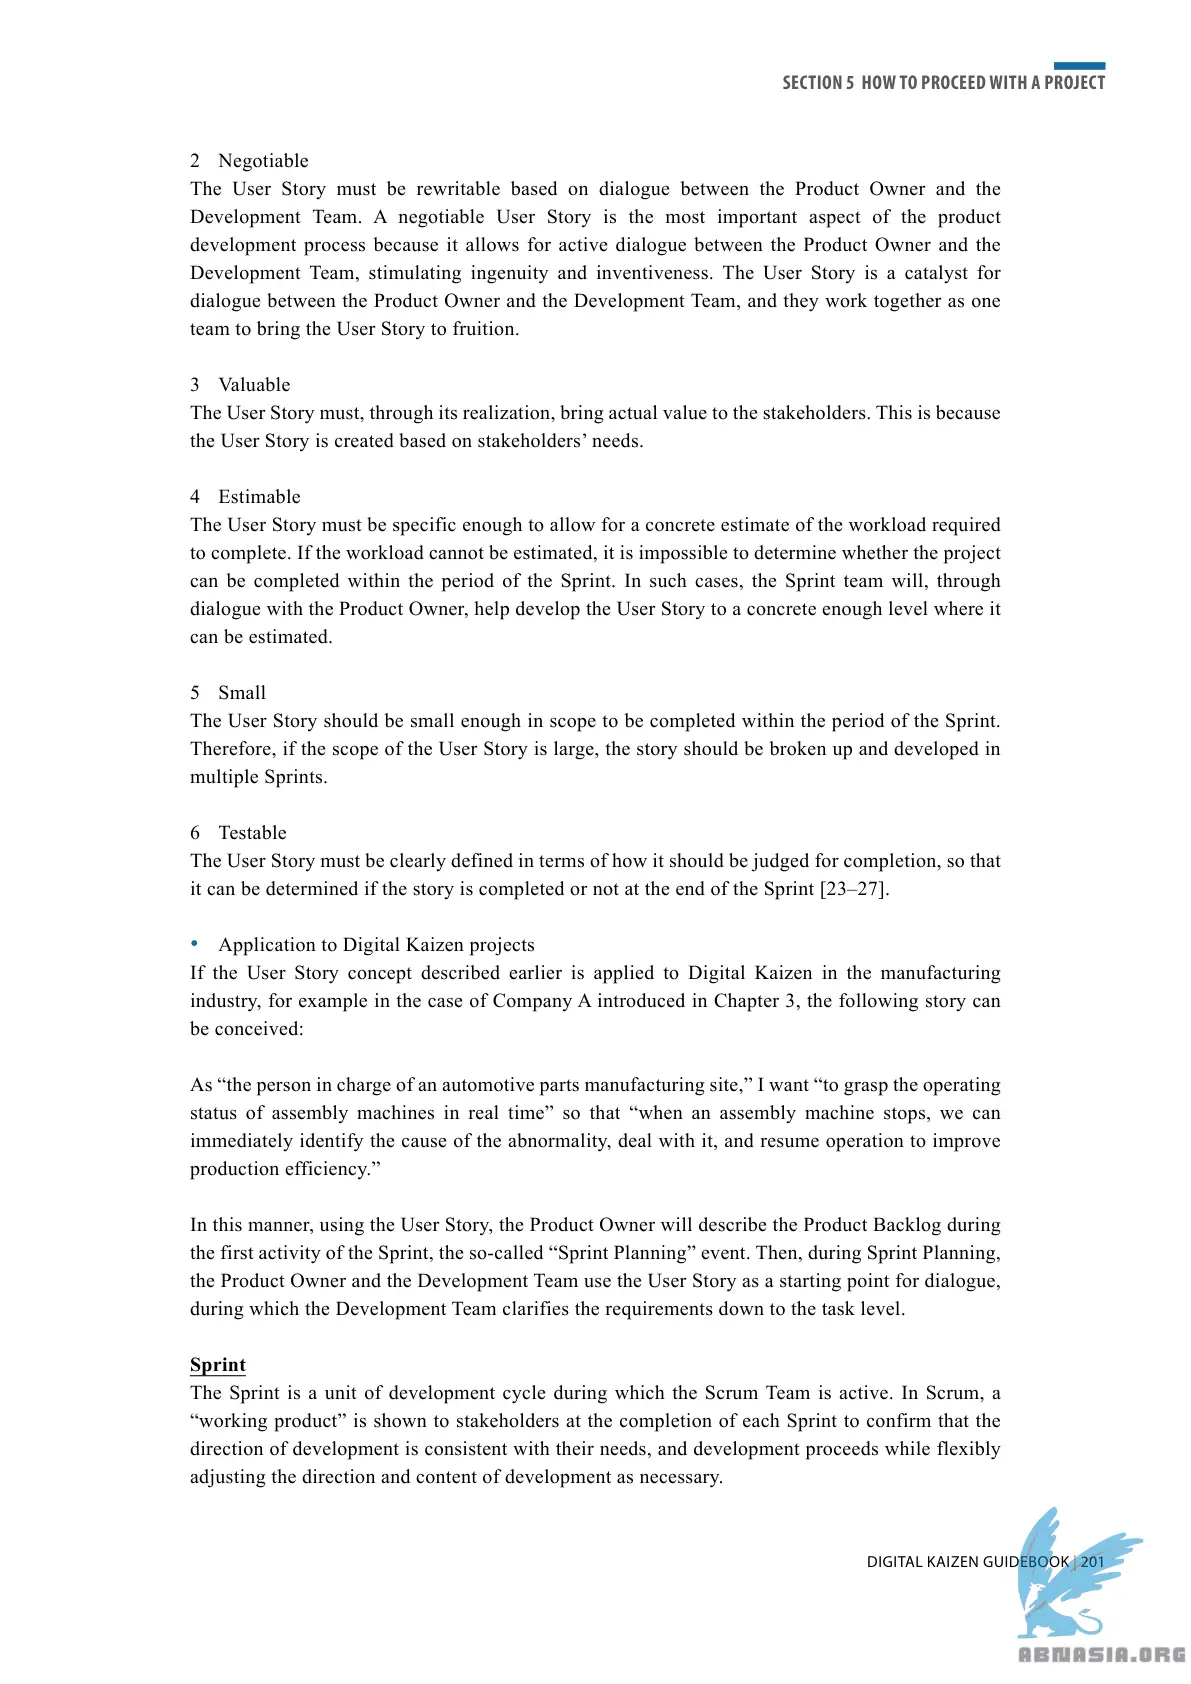 SECTION 5 HOW TO PROCEED WITH A PROJECT
2 Negotiable
The User Story must be rewritable based on dialogue between the Product Owner and the
Development Team. A negotiable User Story is the most important aspect of the product
development process because it allows for active dialogue between the Product Owner and the
Development Team, stimulating ingenuity and inventiveness. The User Story is a catalyst for
dialogue between the Product Owner and the Development Team, and they work together as one
team to bring the User Story to fruition.
3 Valuable
The User Story must, through its realization, bring actual value to the stakeholders. This is because
the User Story is created based on stakeholders’ needs.
4 Estimable
The User Story must be specific enough to allow for a concrete estimate of the workload required
to complete. If the workload cannot be estimated, it is impossible to determine whether the project
can be completed within the period of the Sprint. In such cases, the Sprint team will, through
dialogue with the Product Owner, help develop the User Story to a concrete enough level where it
can be estimated.
5 Small
The User Story should be small enough in scope to be completed within the period of the Sprint.
Therefore, if the scope of the User Story is large, the story should be broken up and developed in
multiple Sprints.
6 Testable
The User Story must be clearly defined in terms of how it should be judged for completion, so that
it can be determined if the story is completed or not at the end of the Sprint [23–27].
• Application to Digital Kaizen projects
If the User Story concept described earlier is applied to Digital Kaizen in the manufacturing
industry, for example in the case of Company A introduced in Chapter 3, the following story can
be conceived:
As “the person in charge of an automotive parts manufacturing site,” I want “to grasp the operating
status of assembly machines in real time” so that “when an assembly machine stops, we can
immediately identify the cause of the abnormality, deal with it, and resume operation to improve
production efficiency.”
In this manner, using the User Story, the Product Owner will describe the Product Backlog during
the first activity of the Sprint, the so-called “Sprint Planning” event. Then, during Sprint Planning,
the Product Owner and the Development Team use the User Story as a starting point for dialogue,
during which the Development Team clarifies the requirements down to the task level.
Sprint
The Sprint is a unit of development cycle during which the Scrum Team is active. In Scrum, a
“working product” is shown to stakeholders at the completion of each Sprint to confirm that the
direction of development is consistent with their needs, and development proceeds while flexibly
adjusting the direction and content of development as necessary.
DIGITAL KAIZEN GUIDEBOOK | 201
ABNASIA.ORG